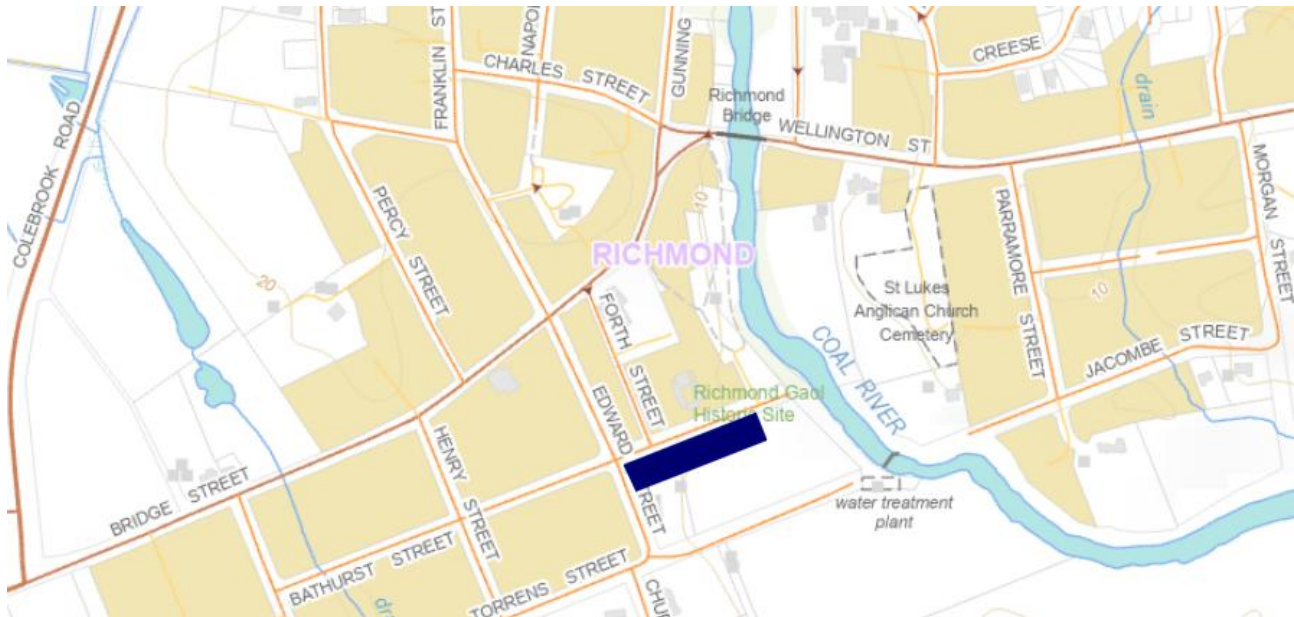 COLEBROOK ROAD
FRANKLIN ST
NAPOL
CHARLES STREET
GUNNING
Richmond
Bridge
WELLINGTON ST
CREESE
drain
MORGAN STREET
PERCY STREET
10
RICHMOND
20
St Lukes
Anglican Church
Cemetery
PARRAMORE STREET
10
JACOMBE STREET
FORTH STREET
COAL RIVER
EDWARD
TREET
Richmond Gaol
Historic Site
HENRY STREET
BRIDGE STREET
water treatment
plant
BATHURST STREET
TORRENS STREET
CHU
dr